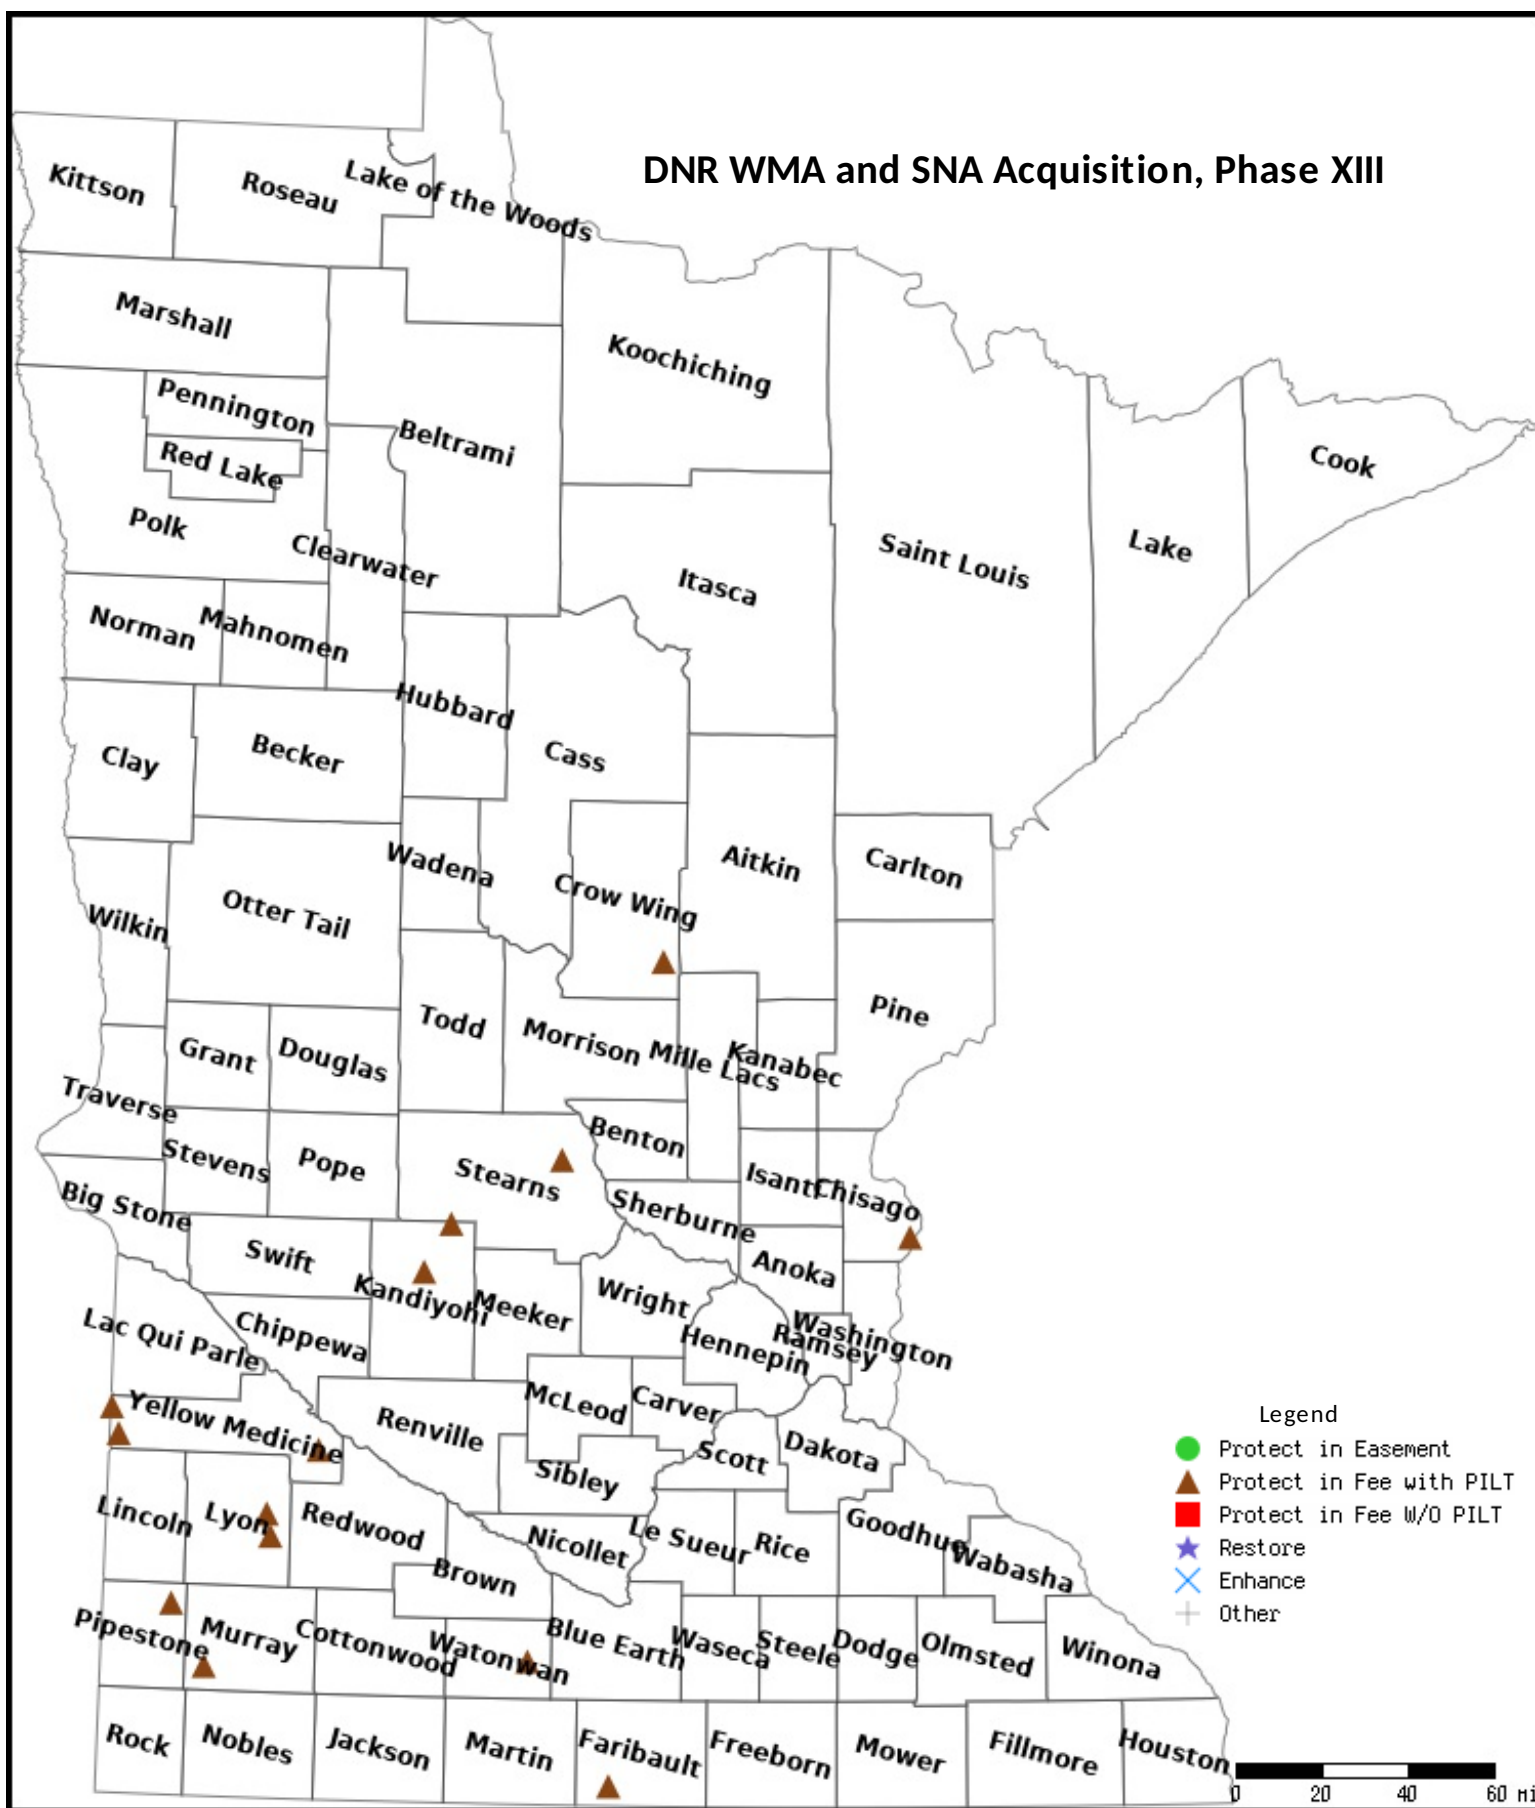 DNR WMA and SNA Acquisition, Phase XIII
Kittson
Roseau
Lake of the Woods
Marshall
Koochiching
Pennington
Beltrami
Red Lake
Cook
Polk
Clearwater
Saint Louis
Lake
Itasca
Norman
Mahnomen
Hubbard
Clay
Becker
Cass
Wadena
Aitkin
Carlton
Crow Wing
Otter Tail
Wilkin
Pine
Todd
Morrison
Grant
Douglas
Mille Lacs
Kanabec
Traverse
Benton
Stevens
Pope
Stearns
Isanti
Chisago
Big Stone
Sherburne
Swift
Anoka
Kandiyohi
Meeker
Wright
Lac Qui Parle
Chippewa
Hennepin
Ramsey
Washington
Yellow Medicine
McLeod
Carver
Renville
Scott
Dakota
Sibley
Lincoln
Lyon
Redwood
Nicollet
Le Sueur
Rice
Goodhue
Wabasha
Brown
Pipestone
Murray
Cottonwood
Watonwan
Blue Earth
Waseca
Steele
Dodge
Olmsted
Winona
Rock
Nobles
Jackson
Martin
Faribault
Freeborn
Mower
Fillmore
Houston
Legend
Protect in Easement
Protect in Fee with PILT
Protect in Fee W/O PILT
Restore
Enhance
Other
0 20 40 60 Mi